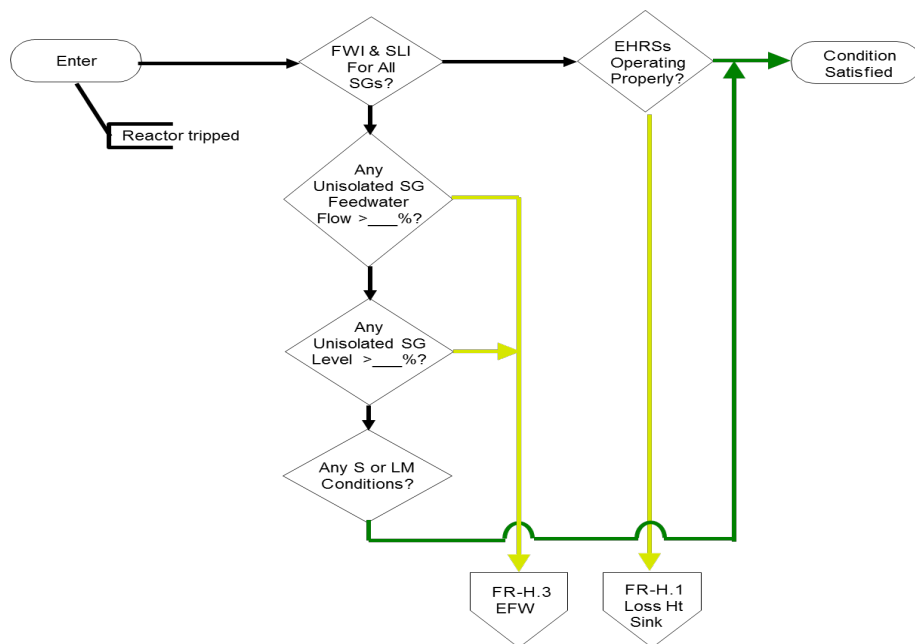 Enter
Reactor tripped
FWI & SLI
For All
SGs?
EHRSs
Operating
Properly?
Condition
Satisfied
Any
Unisolated SG
Feedwater
Flow >___%?
Any
Unisolated SG
Level >___%?
Any S or LM
Conditions?
FR-H.3
EFW
FR-H.1
Loss Ht
Sink